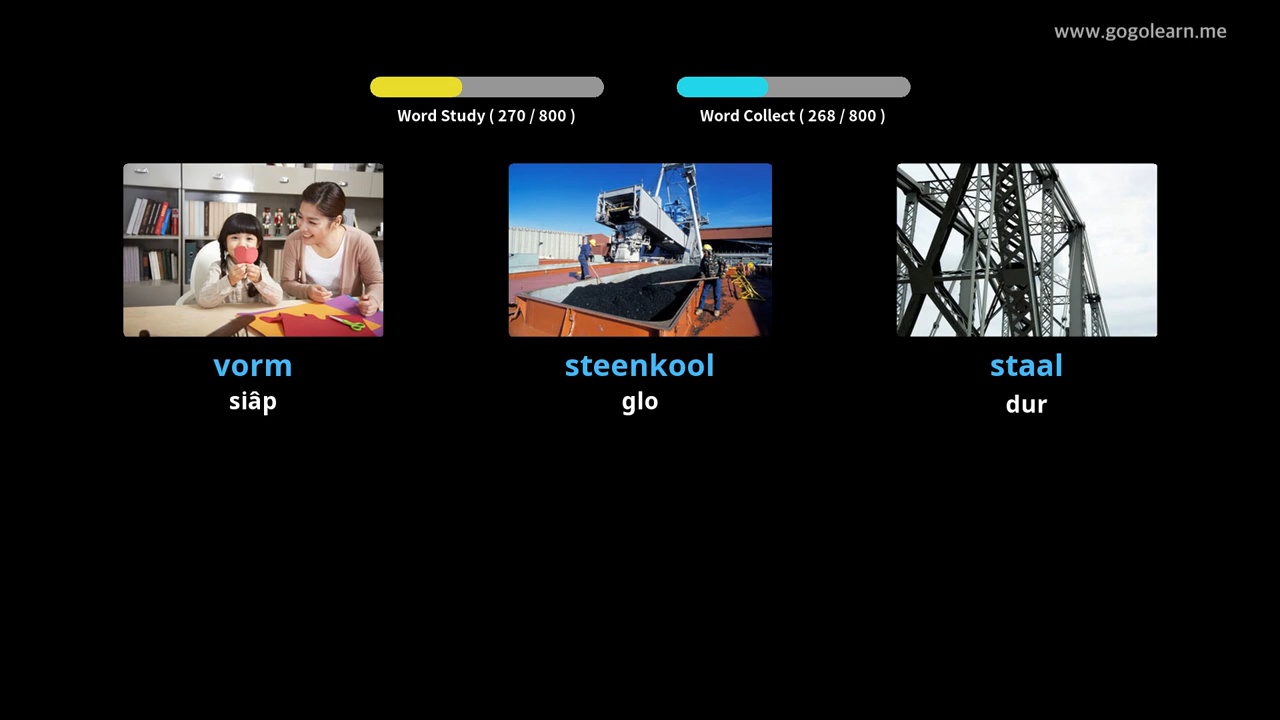 www.gogolearn.me
Word Study ( 270 / 800 )
Word Collect ( 268 / 800 )
vorm
siâp
steenkool
glo
staal
dur